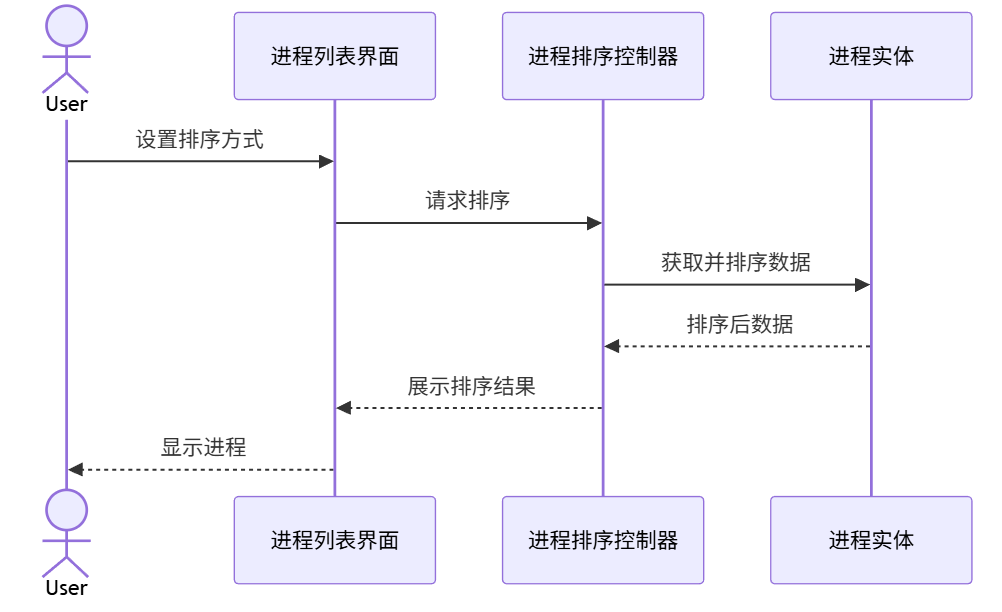 进程列表界面
进程排序控制器
进程实体
User
设置排序方式
请求排序
获取并排序数据
排序后数据
展示排序结果
显示进程
进程列表界面
进程排序控制器
进程实体
User